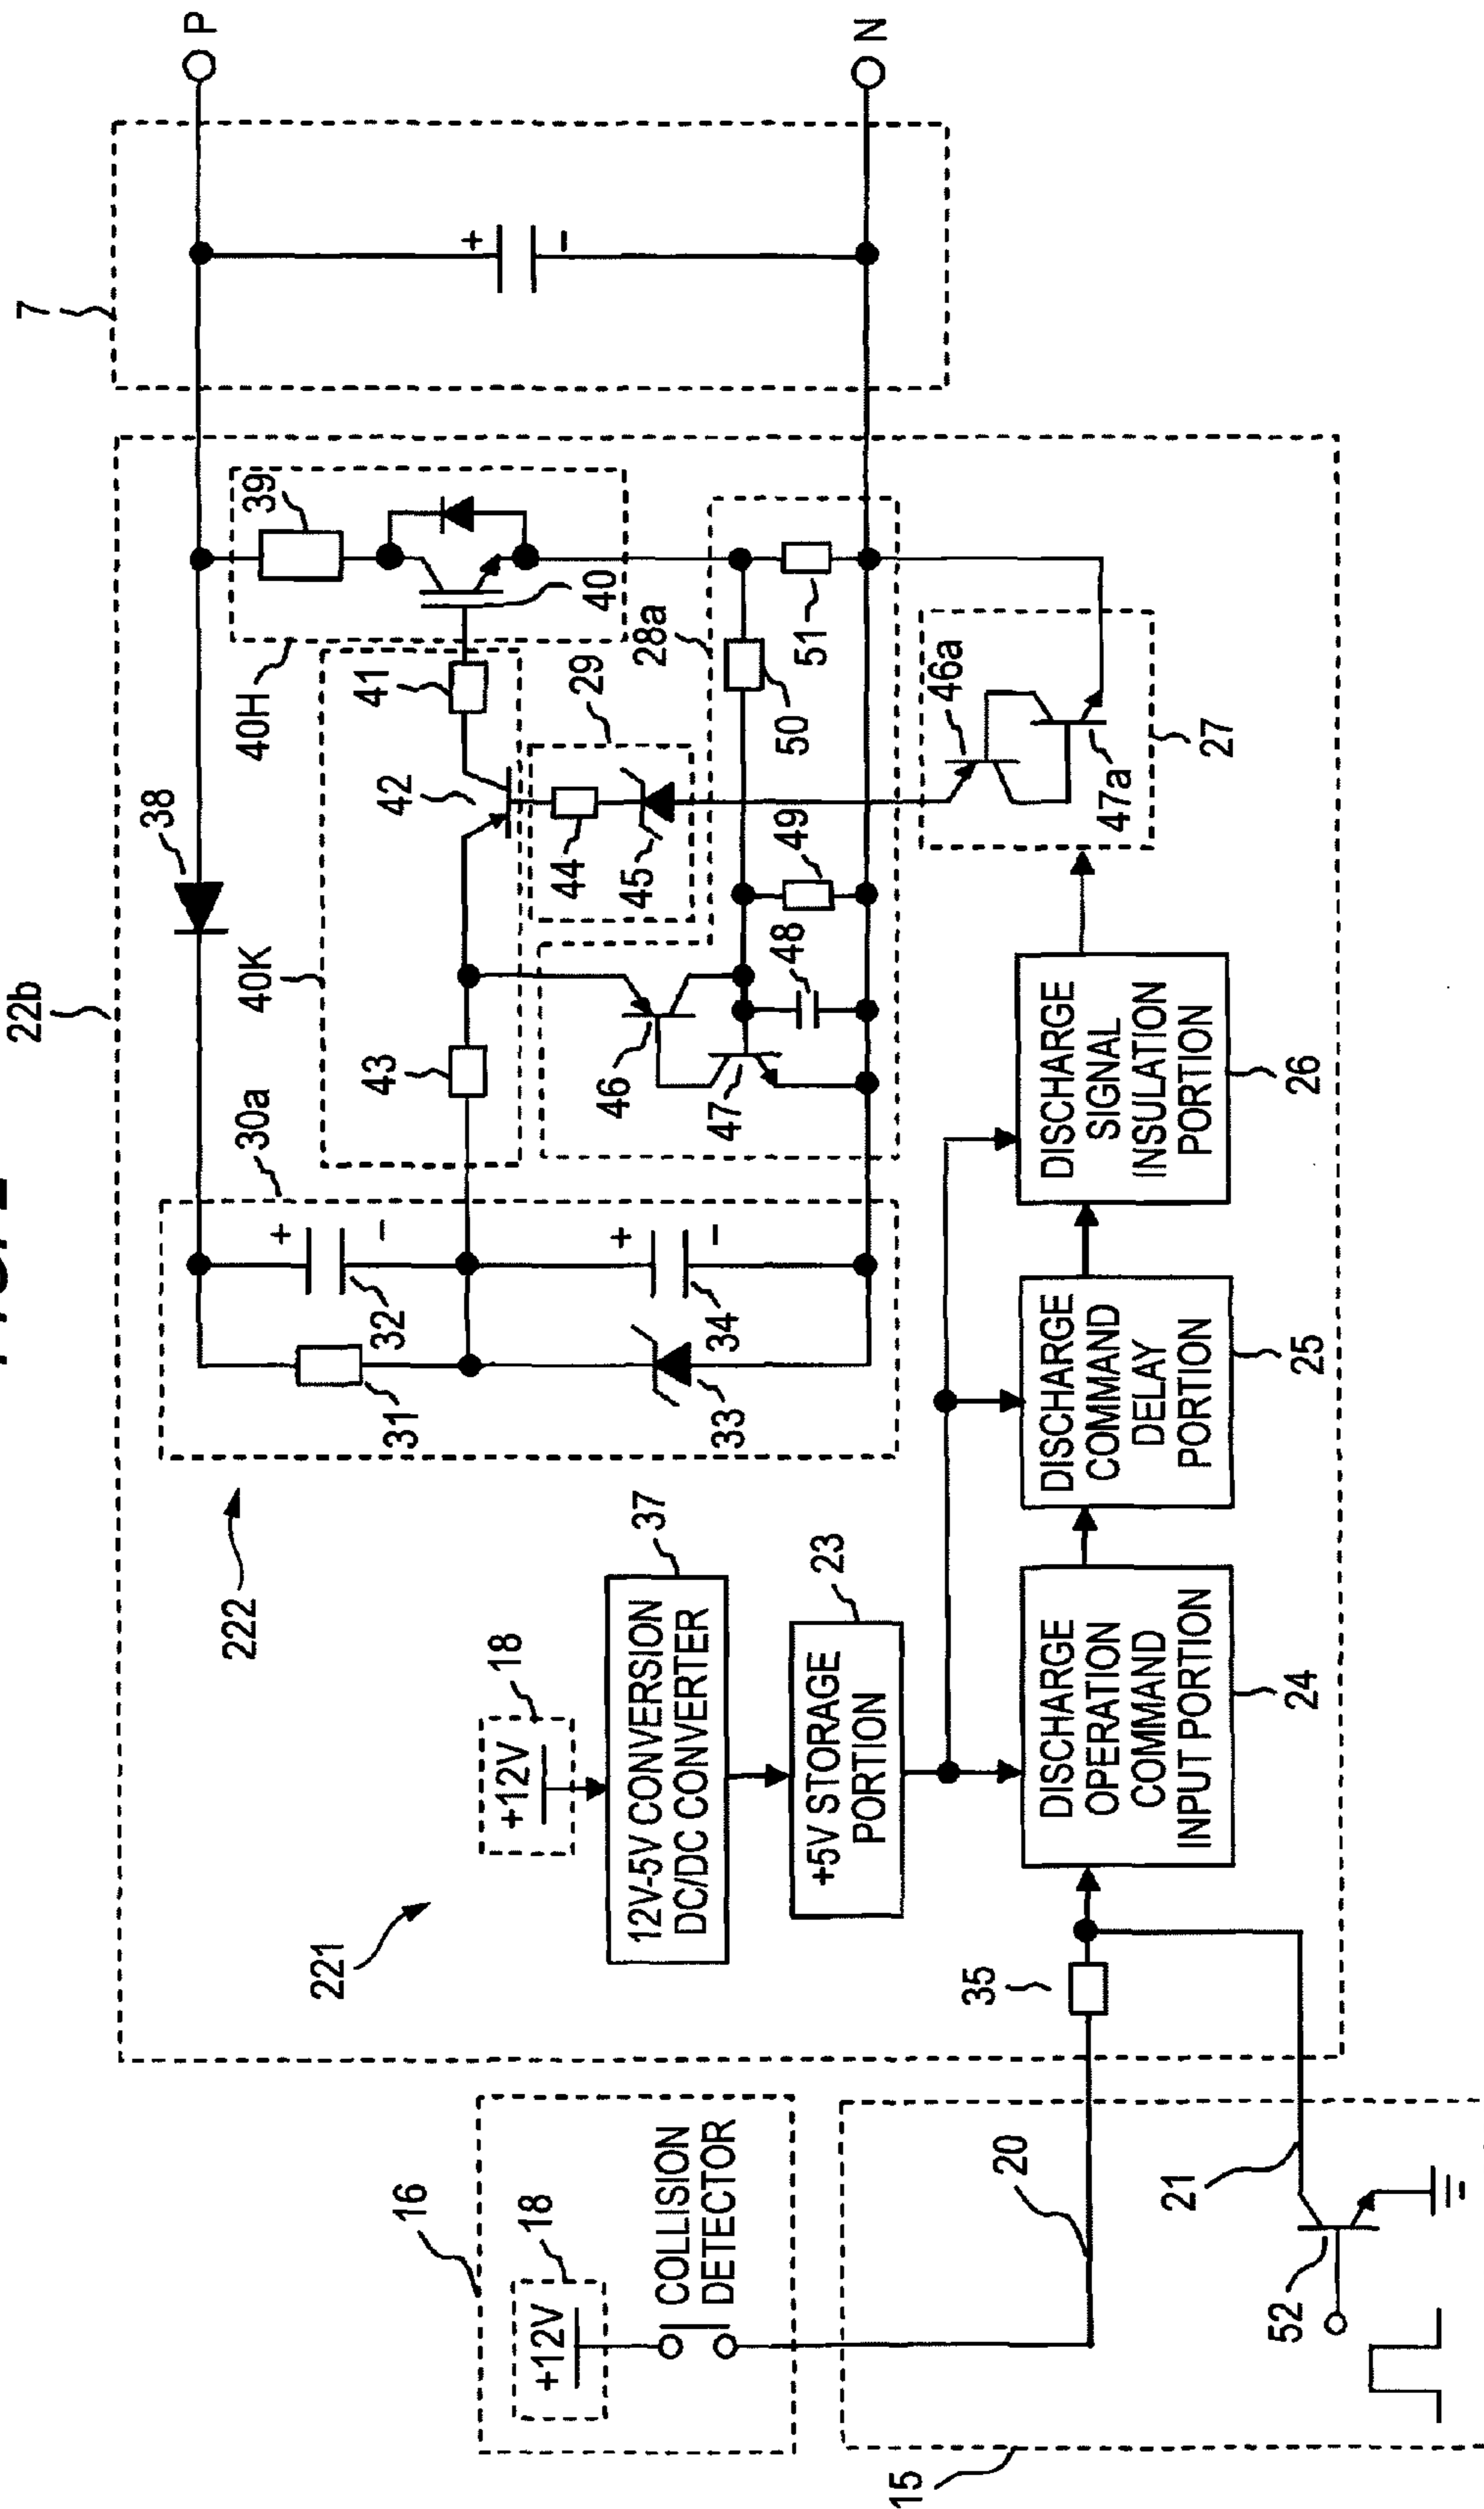 22b
7
P
N
222
30a
38
40K
40H
39
43
42
41
40
31
32
33
34
46
47
44
45
29
28a
48
49
50
51
46a
47a
27
221
18
+12V
37
12V-5V CONVERSION
DC/DC CONVERTER
23
+5V STORAGE
PORTION
DISCHARGE
OPERATION
COMMAND
INPUT PORTION
24
DISCHARGE
COMMAND
DELAY
PORTION
25
DISCHARGE
SIGNAL
INSULATION
PORTION
26
35
16
18
+12V
COLLISION
DETECTOR
20
21
52
15
+
-
+
-
+
-